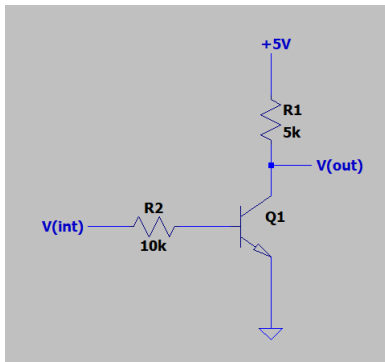 +5V
R1
5k
V(out)
R2
Q1
V(int)
10k